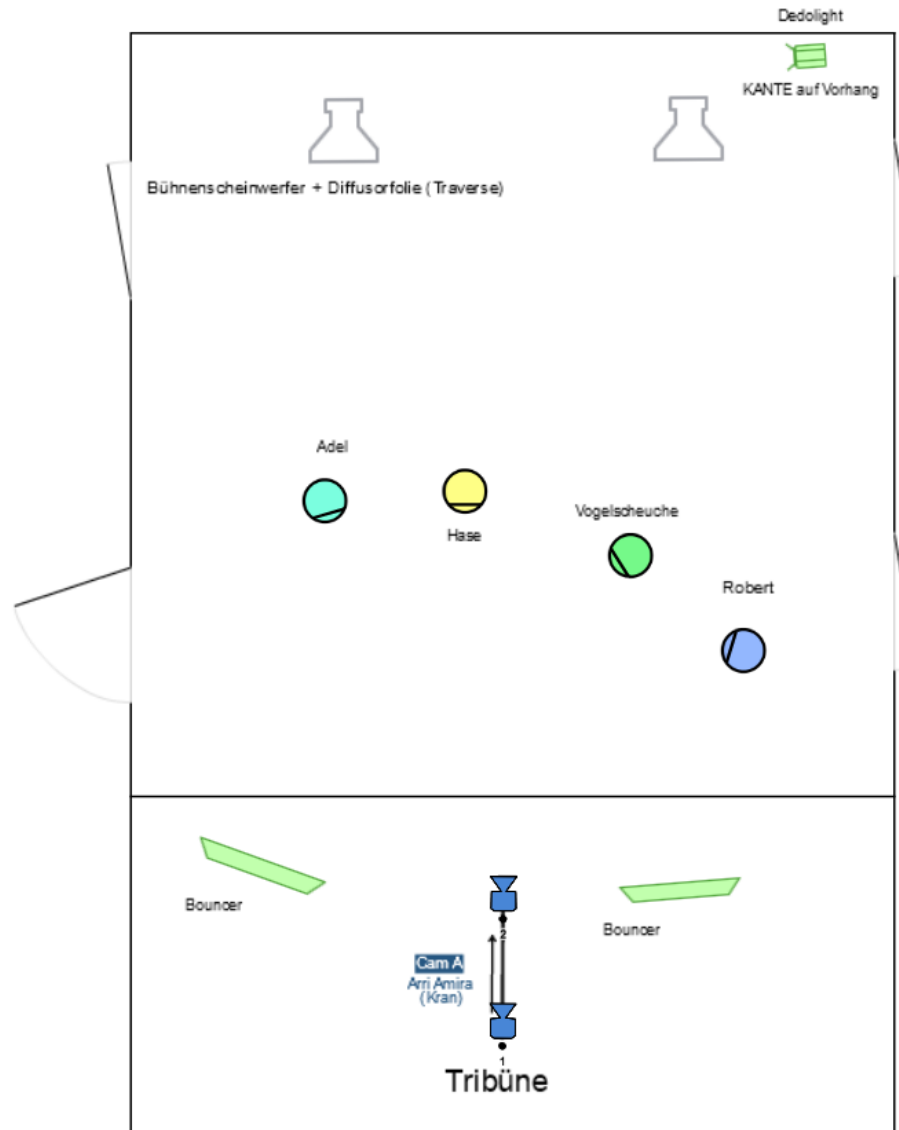 Dedolight
KANTE auf Vorhang
Bühnenscheinwerfer + Diffusorfolie (Traverse)
Adel
Hase
Vogelscheuche
Robert
Bouncer
Bouncer
2
Cam A
Arri Amira
(Kran)
1
Tribüne